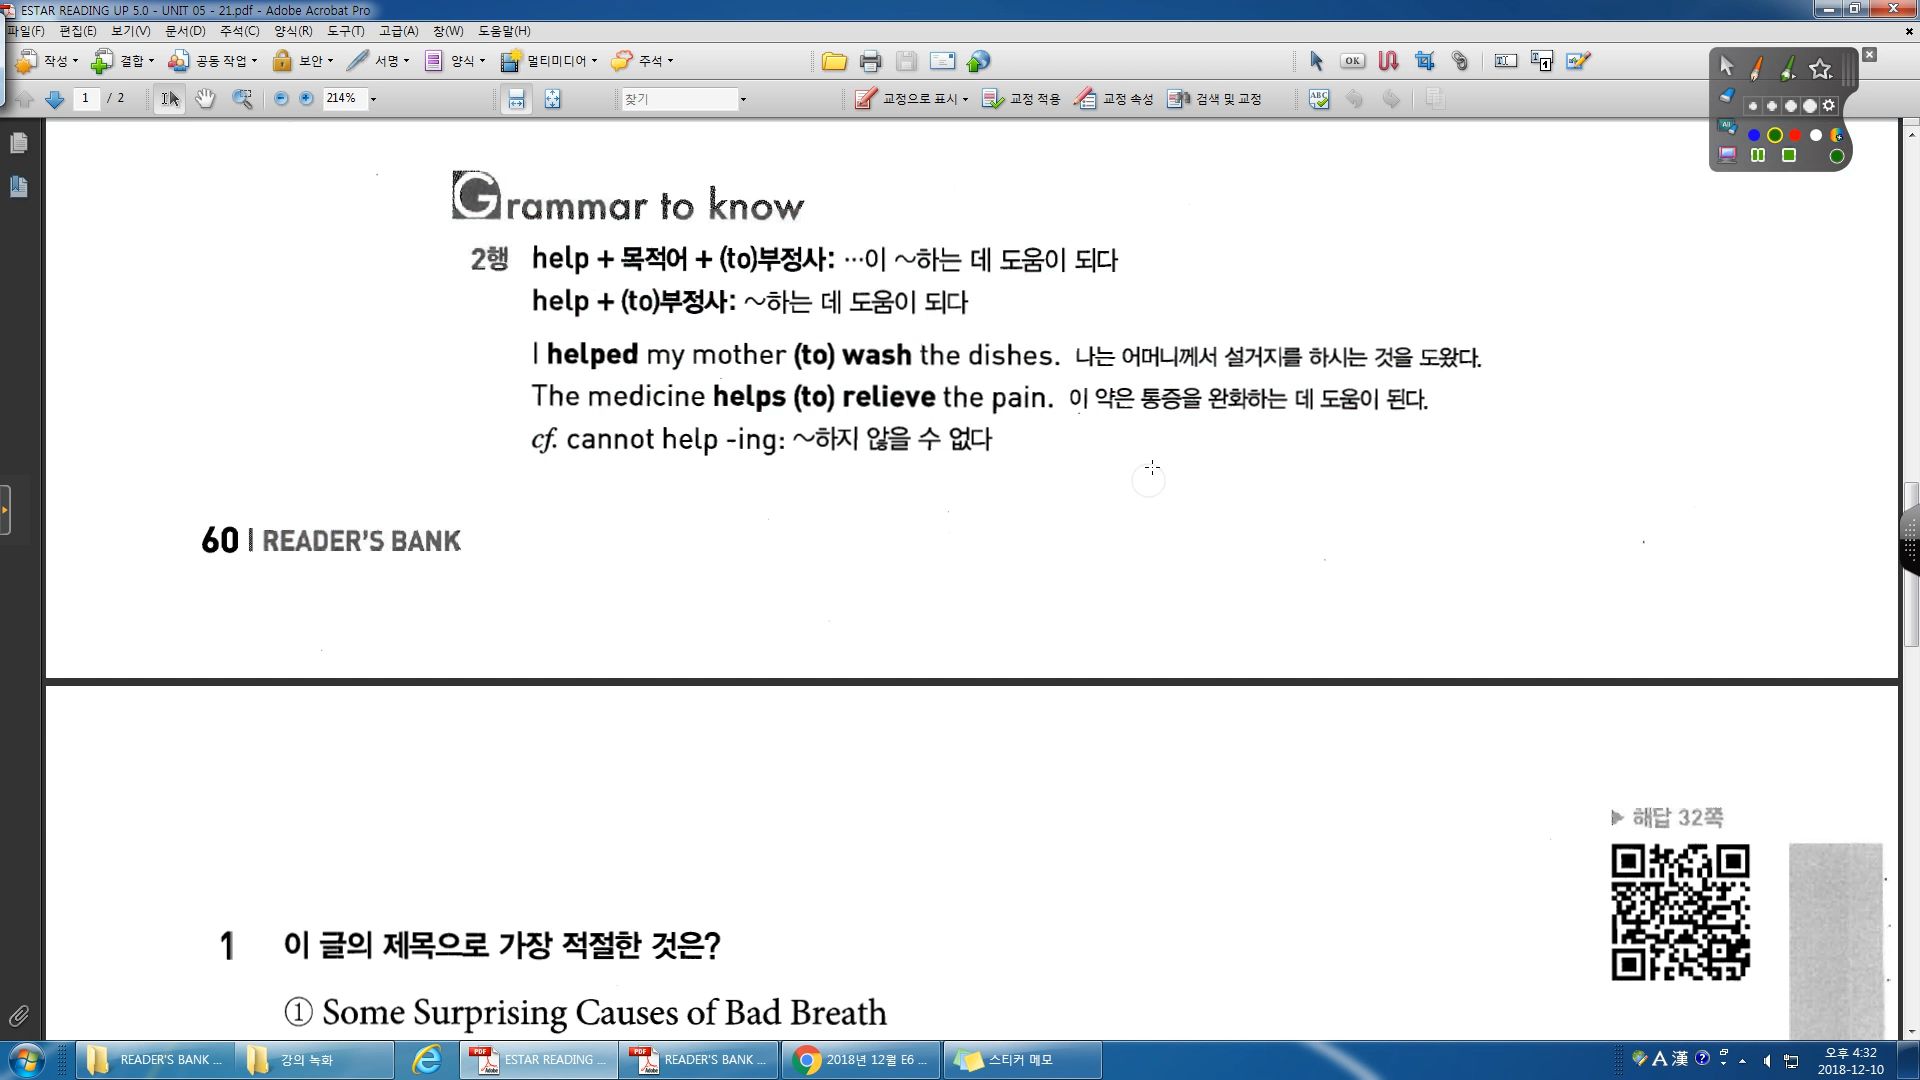 ESTAR READING UP 5.0 - UNIT 05 - 21.pdf - Adobe Acrobat Pro
파일(F) 편집(E) 보기(V) 문서(D) 주석(C) 양식(R) 도구(T) 고급(A) 창(W) 도움말(H)
작성 결합 공동 작업 보안 서명 양식 멀티미디어 주석 OK
1 / 2 214% 찾기 교정으로 표시 교정 적용 교정 속성 검색 및 교정
Grammar to know
2행 help + 목적어 + (to)부정사: …이 ~하는 데 도움이 되다
help + (to)부정사: ~하는 데 도움이 되다
I helped my mother (to) wash the dishes. 나는 어머니께서 설거지를 하시는 것을 도왔다.
The medicine helps (to) relieve the pain. 이 약은 통증을 완화하는 데 도움이 된다.
cf. cannot help -ing: ~하지 않을 수 없다
60 | READER'S BANK
▶ 해답 32쪽
1 이 글의 제목으로 가장 적절한 것은?
① Some Surprising Causes of Bad Breath
READER'S BANK ... 강의 녹화 ESTAR READING ... READER'S BANK ... 2018년 12월 E6 ... 스티커 메모 A 漢 오후 4:32
2018-12-10